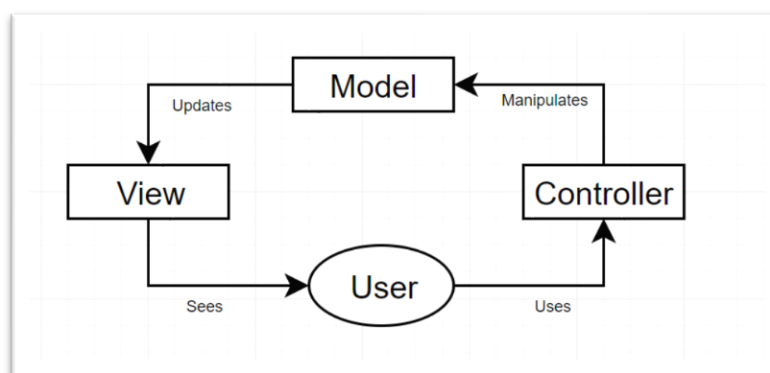 Model
Updates
Manipulates
View
Controller
User
Sees
Uses